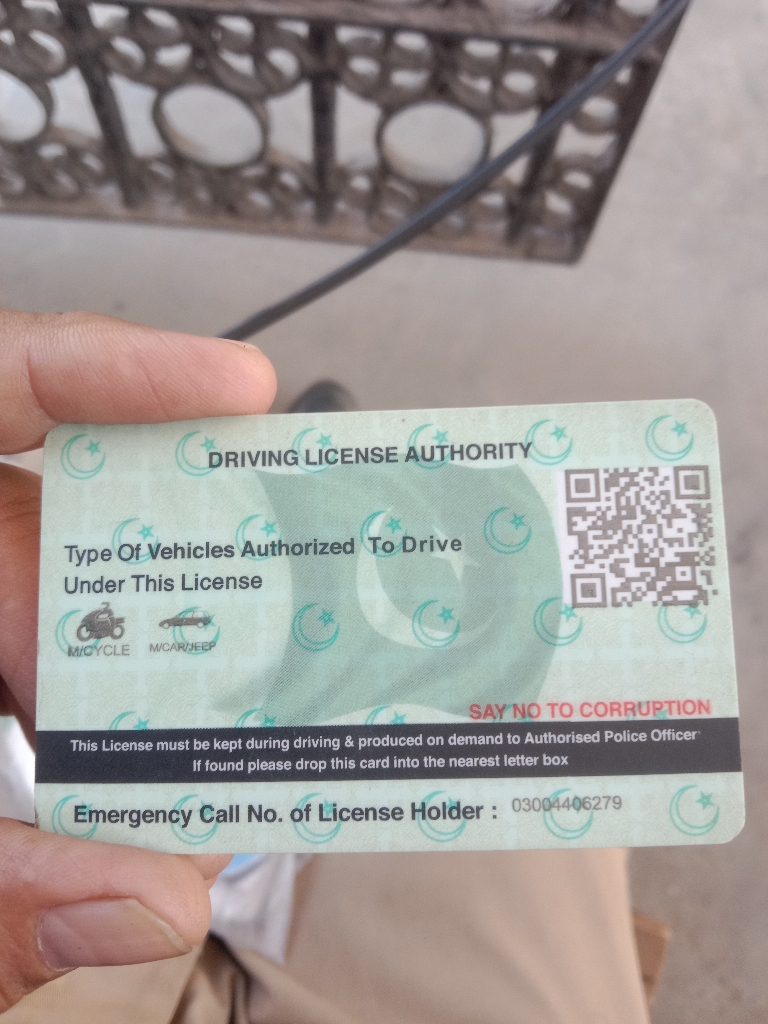 DRIVING LICENSE AUTHORITY
Type Of Vehicles Authorized To Drive
Under This License
M/CYCLE M/CAR/JEEP
SAY NO TO CORRUPTION
This License must be kept during driving & produced on demand to Authorised Police Officer
If found please drop this card into the nearest letter box
Emergency Call No. of License Holder : 03004406279